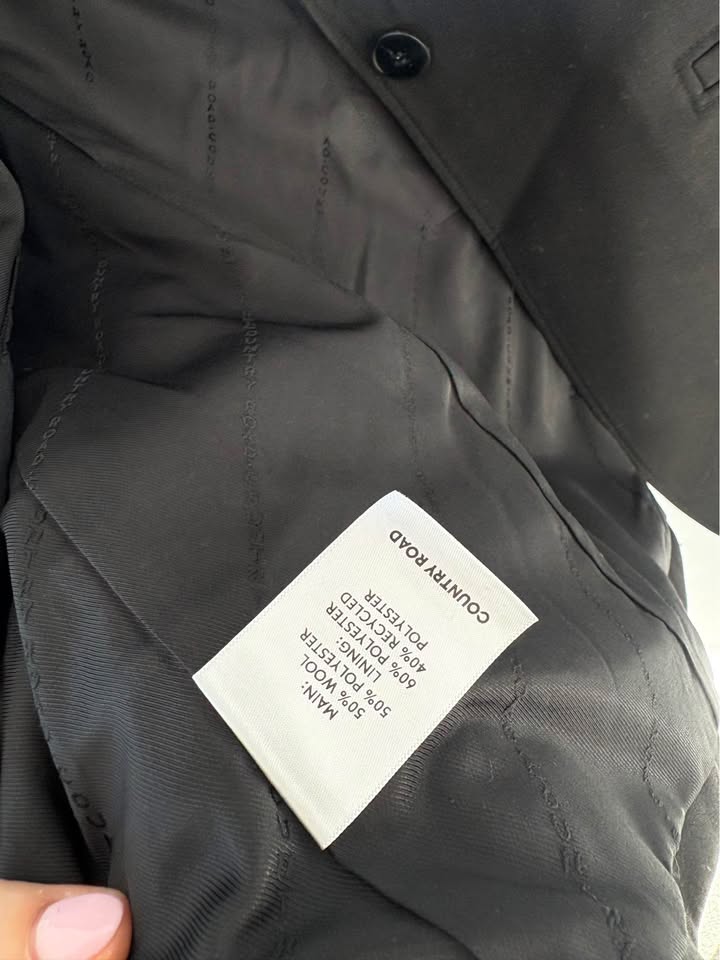 COUNTRY ROAD
MAIN:
50% WOOL
50% POLYESTER
LINING:
60% POLYESTER
40% RECYCLED
POLYESTER